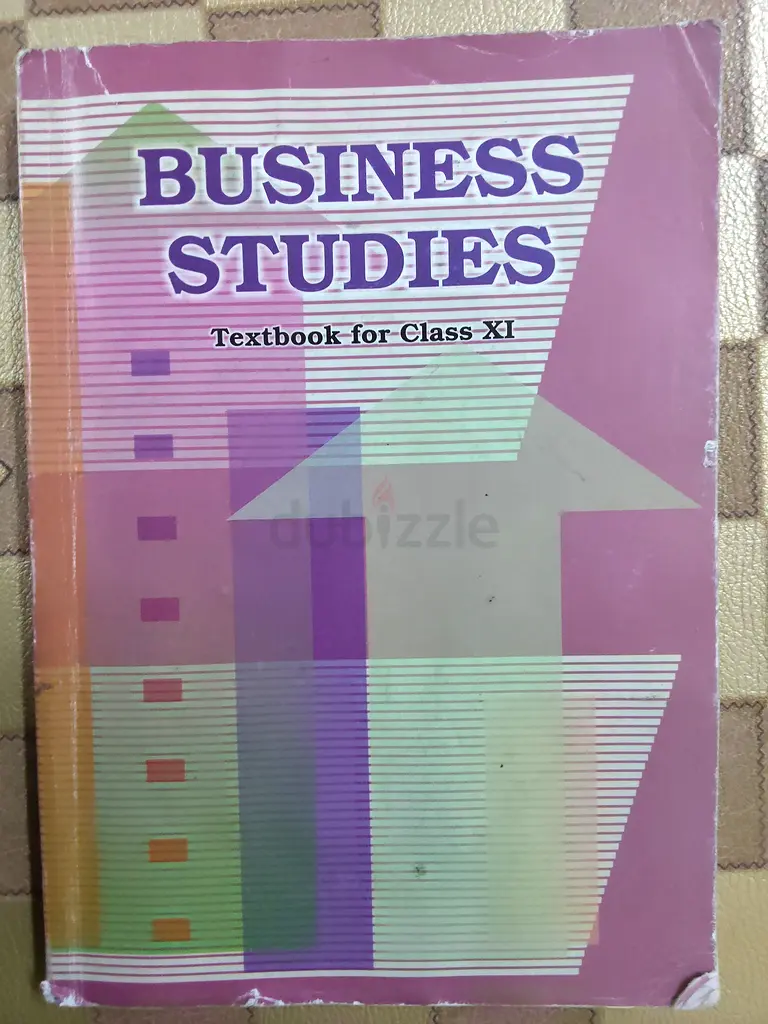 BUSINESS
STUDIES
Textbook for Class XI
dubizzle